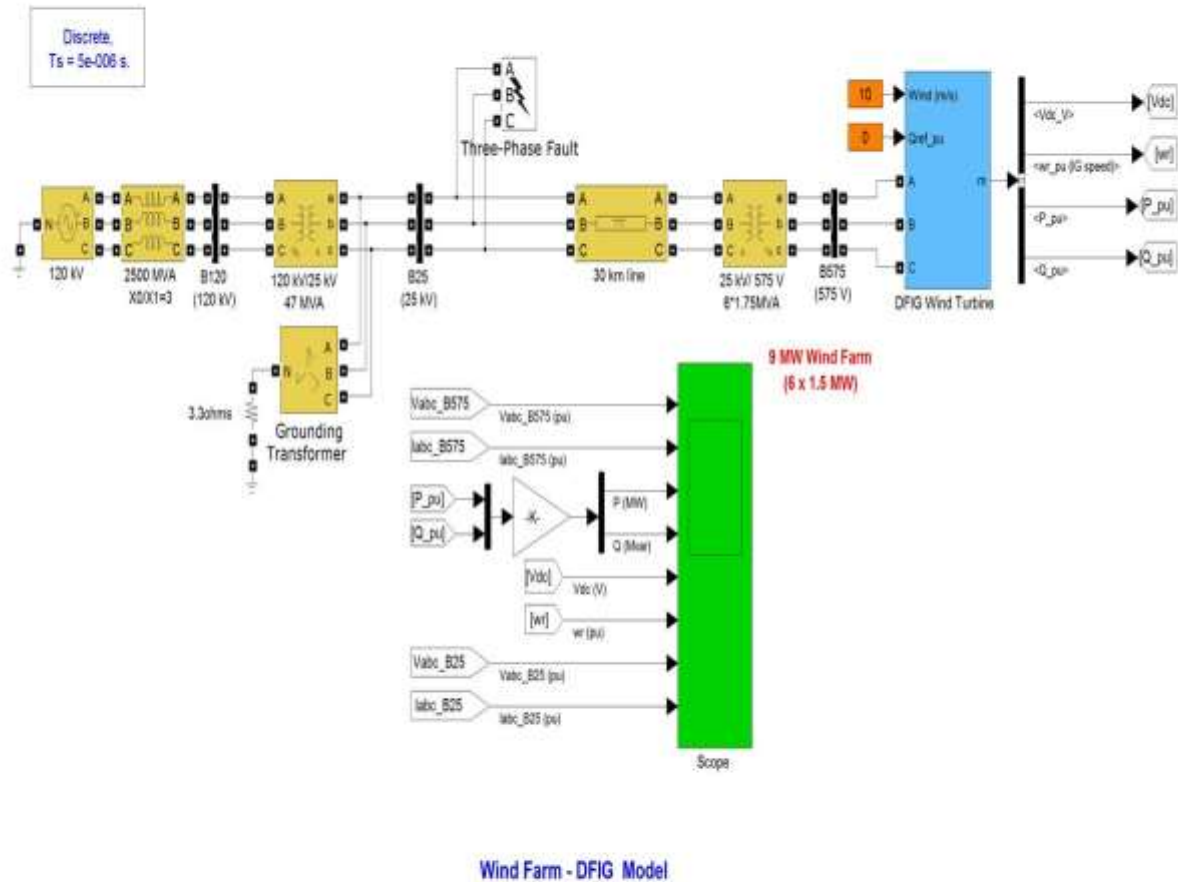 Discrete,
Ts = 5e-006 s.
A
B
C
Three-Phase Fault
10
Wind (m/s)
0
Qref_pu
A
B
C
m
DFIG Wind Turbine
<Vdc_V>
[Vdc]
<wr_pu (IG speed)>
[wr]
<P_pu>
[P_pu]
<Q_pu>
[Q_pu]
N
A
B
C
120 kV
A
B
C
A
B
C
2500 MVA
X0/X1=3
B120
(120 kV)
A
B
C
a
b
c
120 kV/25 kV
47 MVA
B25
(25 kV)
A
B
C
A
B
C
30 km line
A
B
C
a
b
c
25 kV/ 575 V
6*1.75MVA
B575
(575 V)
N
A
B
C
3.3ohms
Grounding
Transformer
9 MW Wind Farm
(6 x 1.5 MW)
Vabc_B575
Vabc_B575 (pu)
Iabc_B575
Iabc_B575 (pu)
[P_pu]
[Q_pu]
-K-
P (MW)
Q (Mvar)
[Vdc]
Vdc (V)
[wr]
wr (pu)
Vabc_B25
Vabc_B25 (pu)
Iabc_B25
Iabc_B25 (pu)
Scope
Wind Farm - DFIG Model